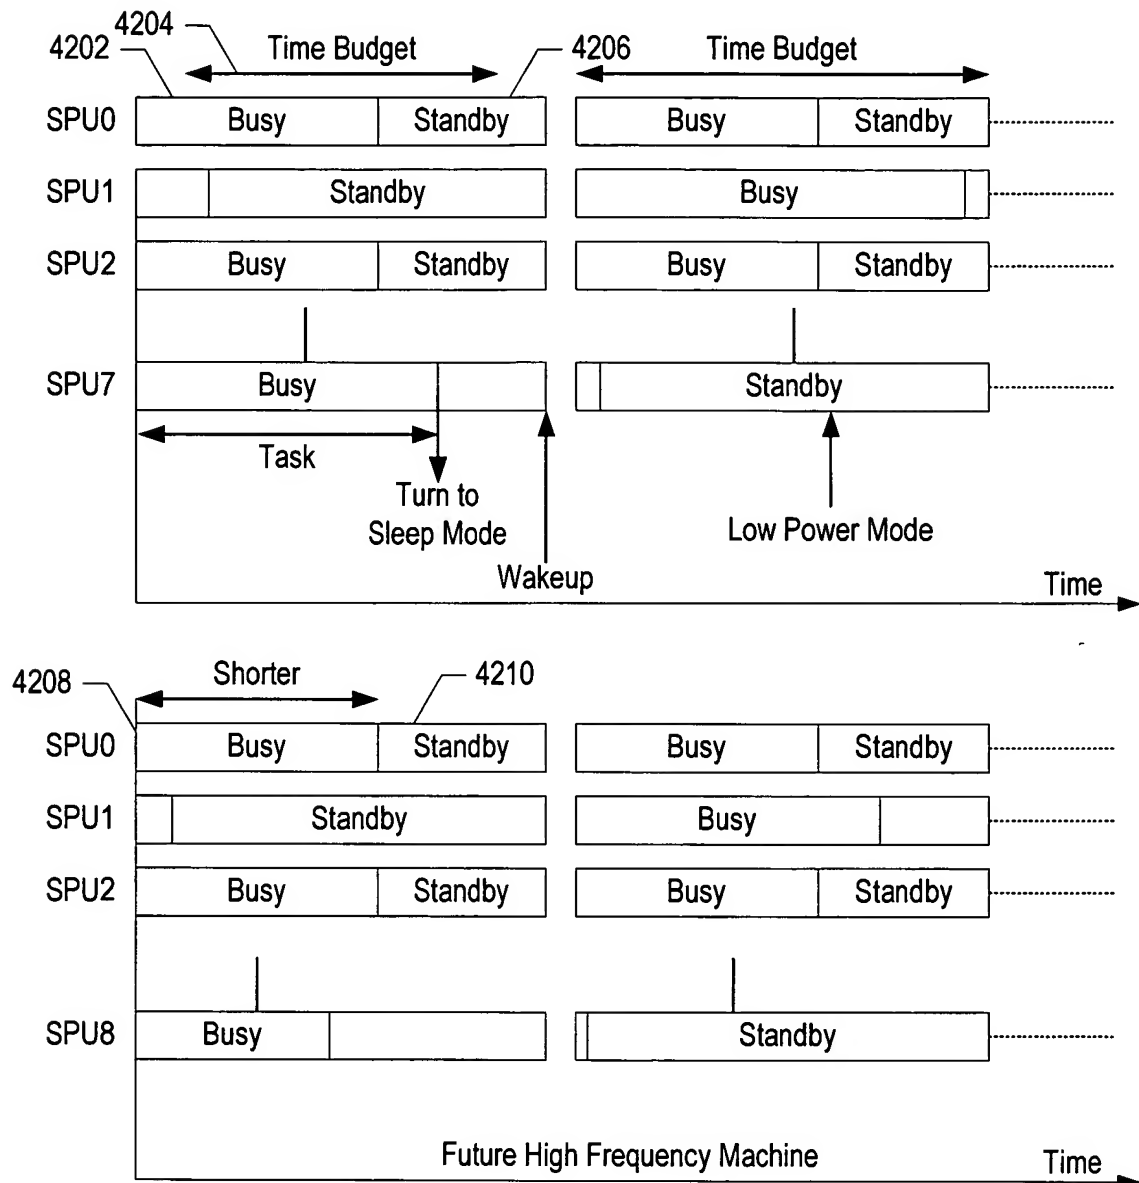 4204
4202
Time Budget
4206
Time Budget
SPU0
Busy
Standby
Busy
Standby
SPU1
Standby
Busy
SPU2
Busy
Standby
Busy
Standby
SPU7
Busy
Standby
Task
Turn to
Sleep Mode
Low Power Mode
Wakeup
Time
4208
Shorter
4210
SPU0
Busy
Standby
Busy
Standby
SPU1
Standby
Busy
SPU2
Busy
Standby
Busy
Standby
SPU8
Busy
Standby
Future High Frequency Machine
Time